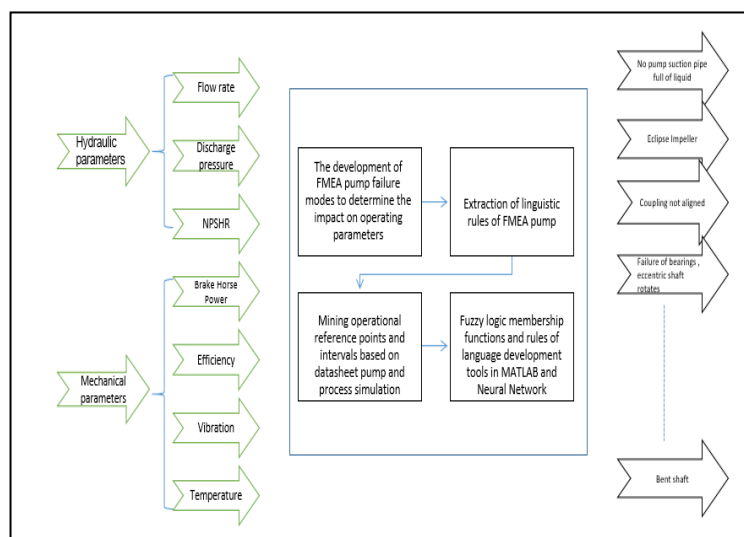 Hydraulic
parameters
Flow rate
Discharge
pressure
NPSHR
Mechanical
parameters
Brake Horse
Power
Efficiency
Vibration
Temperature
The development of
FMEA pump failure
modes to determine the
impact on operating
parameters
Extraction of linguistic
rules of FMEA pump
Mining operational
reference points and
intervals based on
datasheet pump and
process simulation
Fuzzy logic membership
functions and rules of
language development
tools in MATLAB and
Neural Network
No pump suction pipe
full of liquid
Eclipse Impeller
Coupling not aligned
Failure of bearings ,
eccentric shaft
rotates
Bent shaft